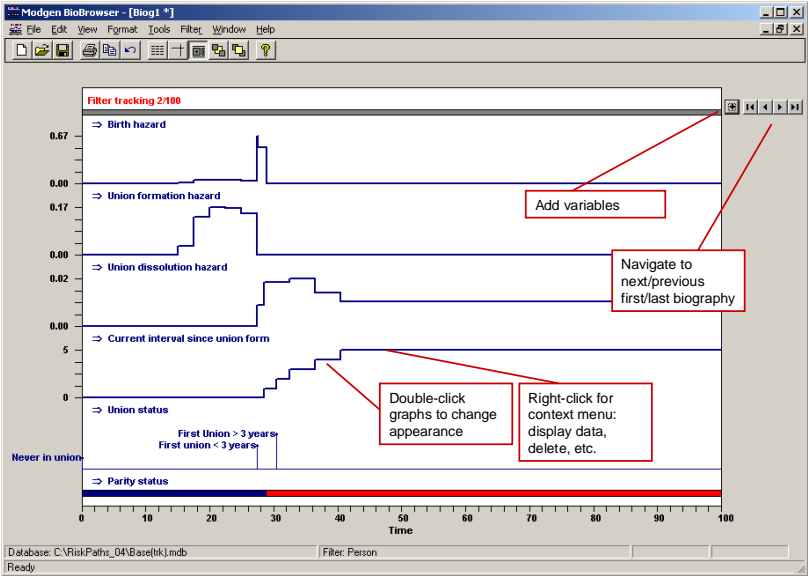 Modgen BioBrowser - [Biog1 *]
File Edit View Format Tools Filter Window Help
Filter tracking 2/100
⇒ Birth hazard
0.67
0.00
⇒ Union formation hazard
0.17
0.00
⇒ Union dissolution hazard
0.02
0.00
⇒ Current interval since union form
5
0
⇒ Union status
First Union > 3 years
First union < 3 years
Never in union
⇒ Parity status
0 10 20 30 40 50 60 70 80 90 100
Time
Add variables
Navigate to
next/previous
first/last biography
Double-click
graphs to change
appearance
Right-click for
context menu:
display data,
delete, etc.
Database: C:\RiskPaths_04\Base(trk).mdb
Filter: Person
Ready